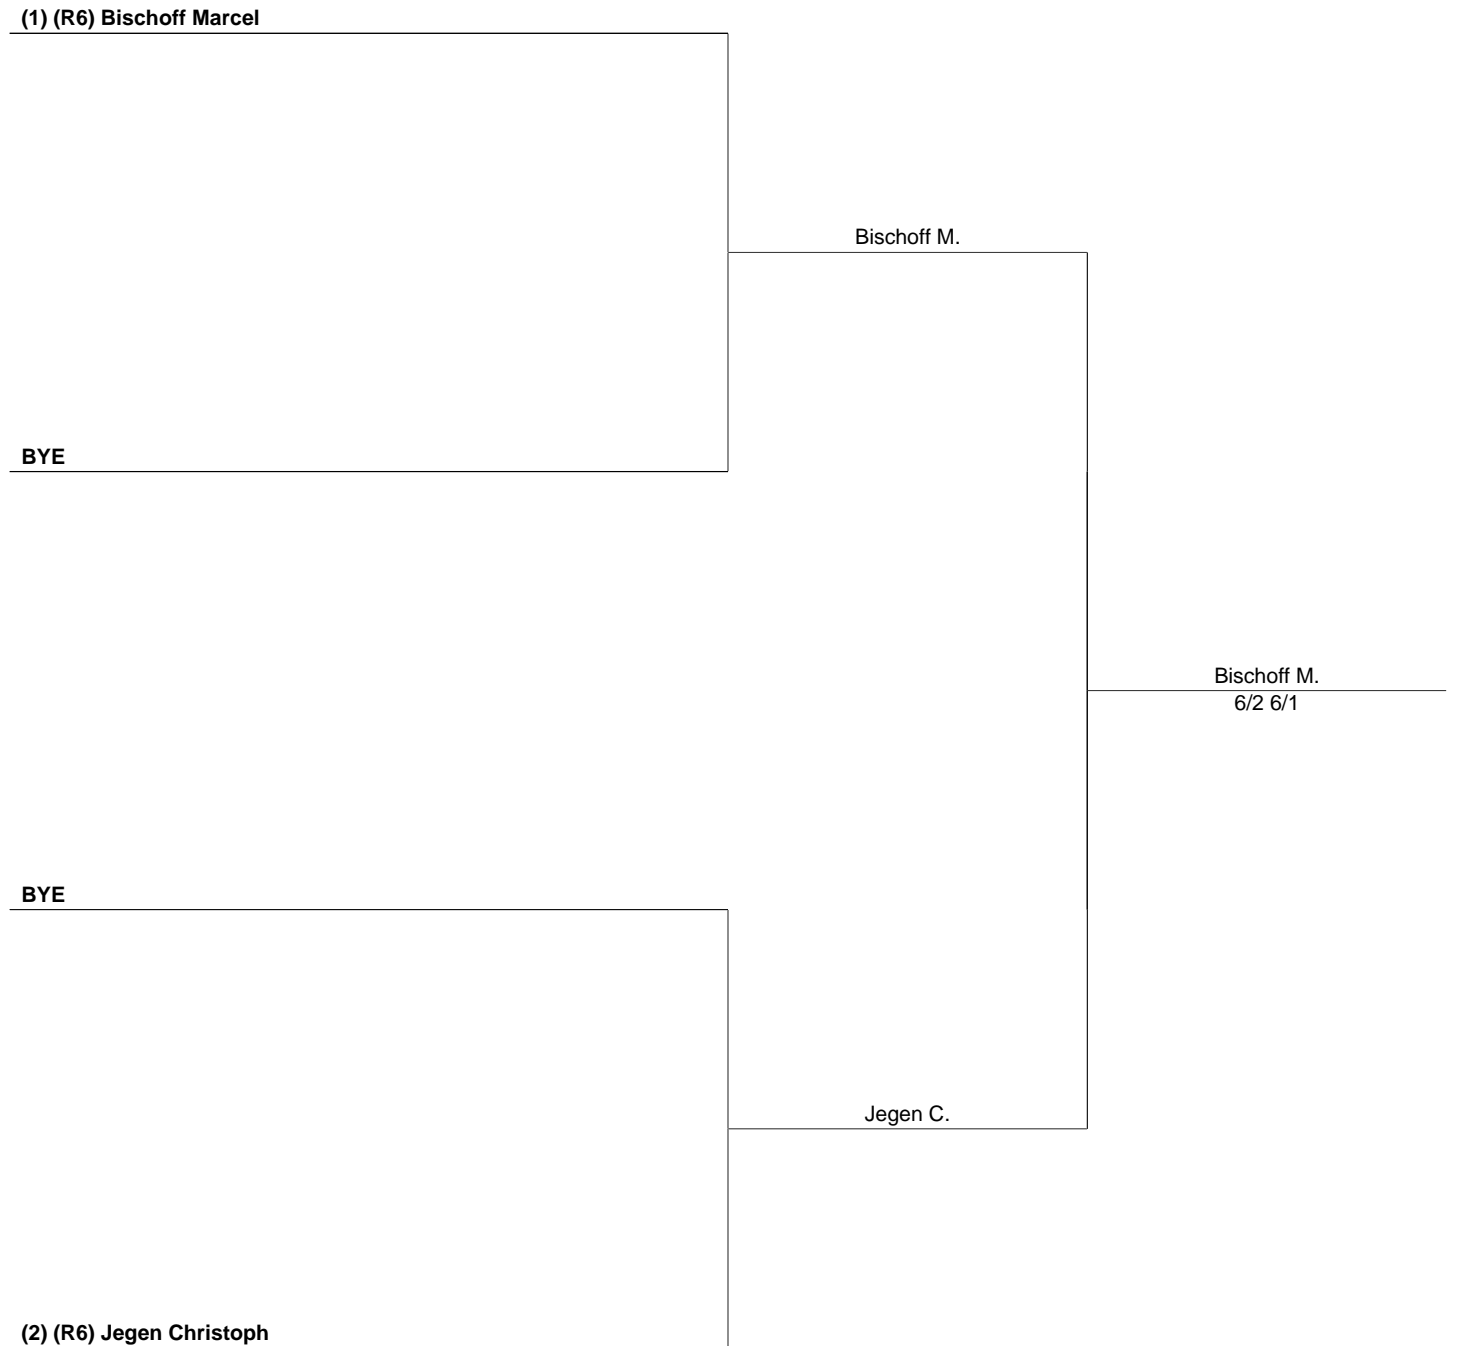 (1) (R6) Bischoff Marcel
Bischoff M.
BYE
Bischoff M.
6/2 6/1
BYE
Jegen C.
(2) (R6) Jegen Christoph